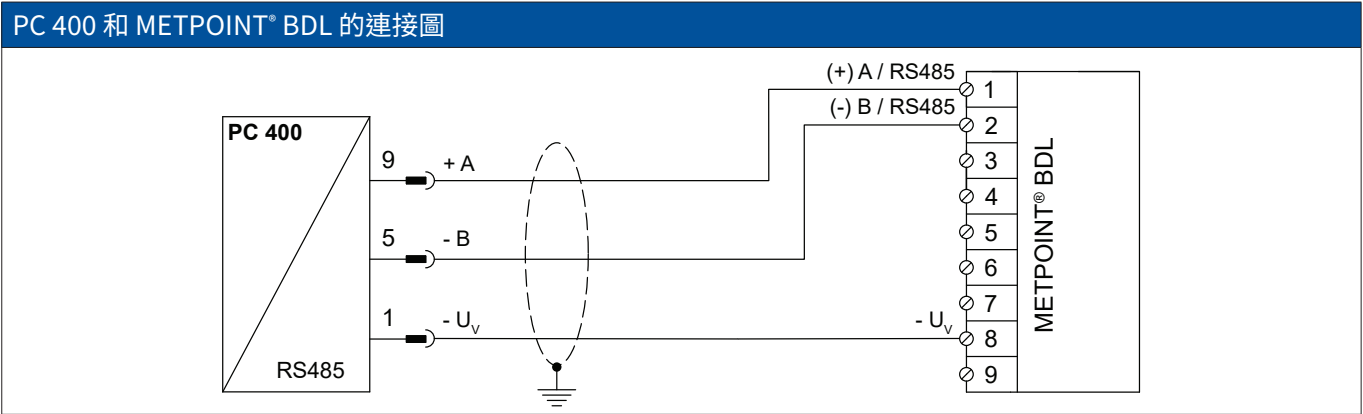 PC 400 和 METPOINT® BDL 的連接圖
(+) A / RS485
(-) B / RS485
PC 400
9
+ A
5
- B
1
- Uv
RS485
- Uv
1
2
3
4
5
6
7
8
9
METPOINT® BDL